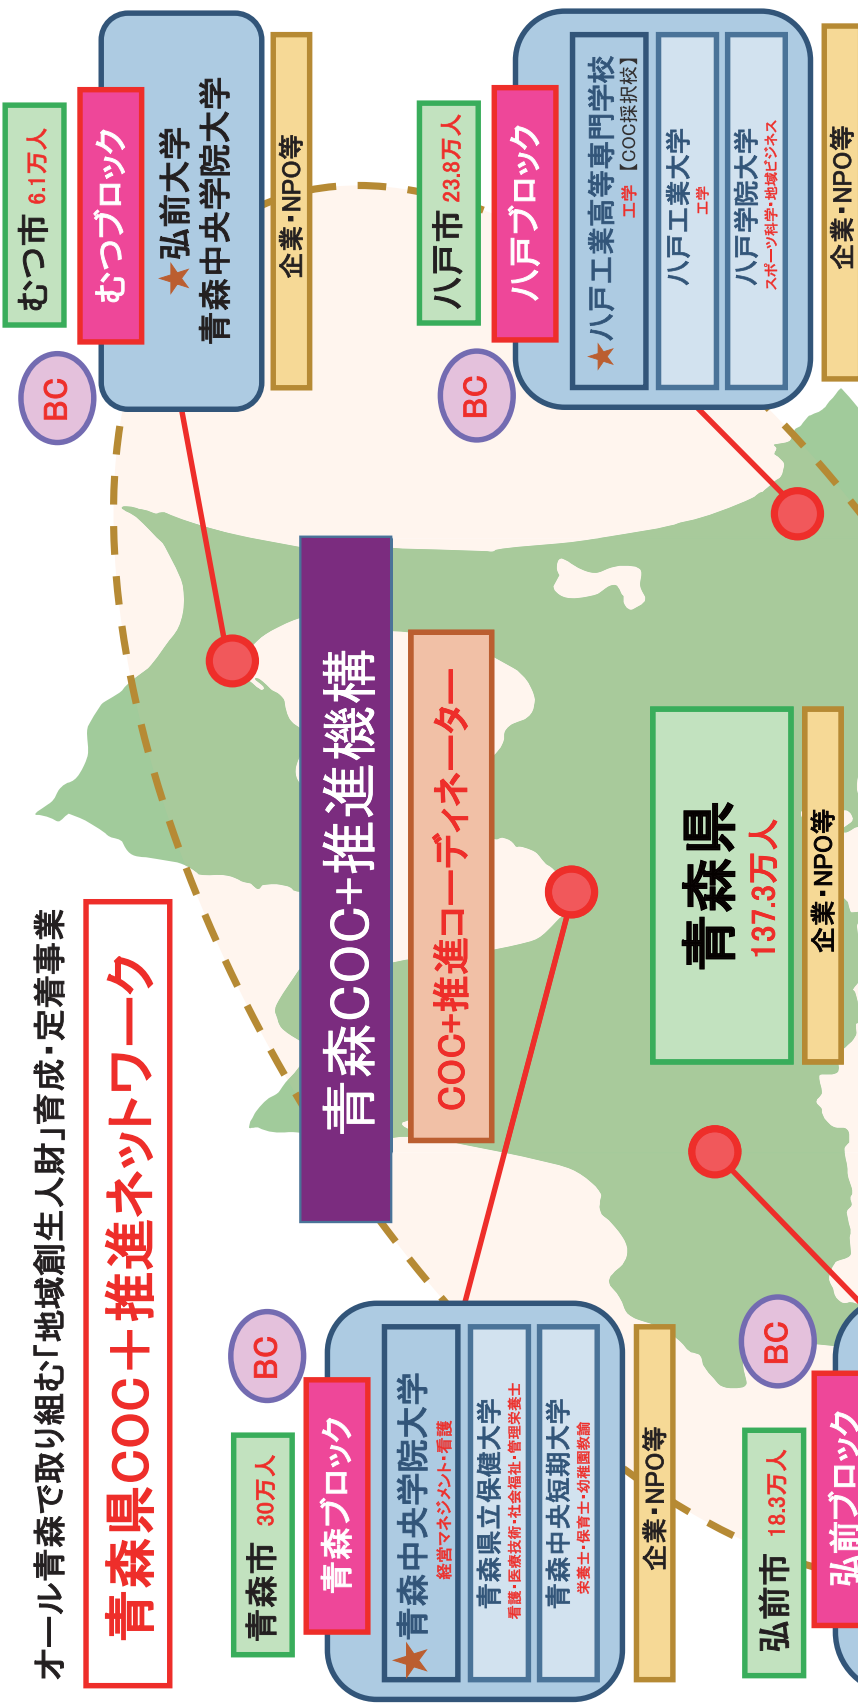 オール青森で取り組む「地域創生人財」育成・定着事業
青森県COC＋推進ネットワーク
青森市 30万人
BC
青森ブロック
★青森中央学院大学
経営マネジメント・看護
青森県立保健大学
看護・医療技術・社会福祉・管理栄養士
青森中央短期大学
栄養士・保育士・幼稚園教諭
企業・NPO等
むつ市 6.1万人
BC
むつブロック
★弘前大学
青森中央学院大学
企業・NPO等
青森COC+推進機構
COC+推進コーディネーター
八戸市 23.8万人
BC
八戸ブロック
★八戸工業高等専門学校
工学 【COC採択校】
八戸工業大学
工学
八戸学院大学
スポーツ科学・地域ビジネス
企業・NPO等
青森県
137.3万人
企業・NPO等
弘前市 18.3万人
BC
弘前ブロック